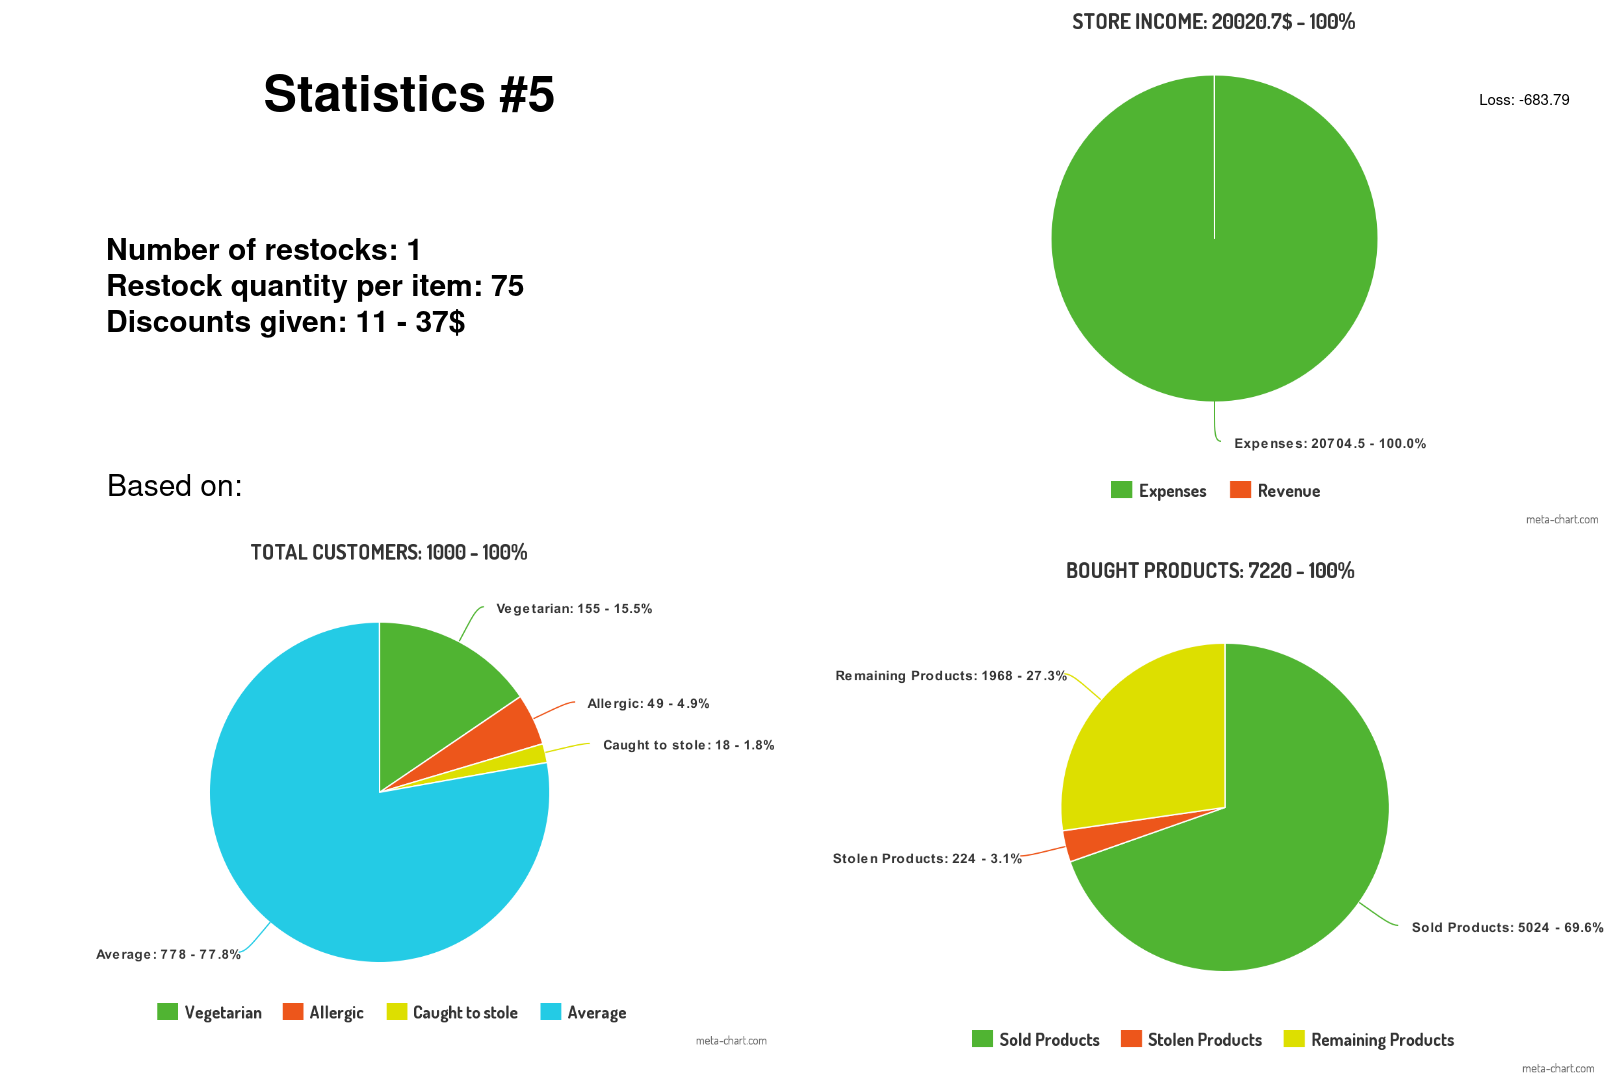 Statistics #5
Number of restocks: 1
Restock quantity per item: 75
Discounts given: 11 - 37$
Based on:
STORE INCOME: 20020.7$ - 100%
Loss: -683.79
Expenses: 20704.5 - 100.0%
Expenses
Revenue
meta-chart.com
TOTAL CUSTOMERS: 1000 - 100%
Vegetarian: 155 - 15.5%
Allergic: 49 - 4.9%
Caught to stole: 18 - 1.8%
Average: 778 - 77.8%
Vegetarian
Allergic
Caught to stole
Average
meta-chart.com
BOUGHT PRODUCTS: 7220 - 100%
Remaining Products: 1968 - 27.3%
Stolen Products: 224 - 3.1%
Sold Products: 5024 - 69.6%
Sold Products
Stolen Products
Remaining Products
meta-chart.com